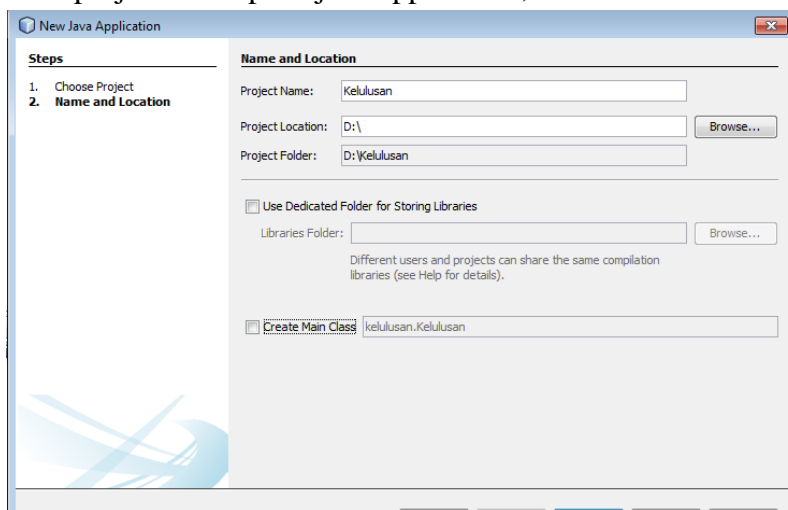 New Java Application
Steps
1. Choose Project
2. Name and Location
Name and Location
Project Name: Kelulusan
Project Location: D:\ Browse...
Project Folder: D:\Kelulusan
Use Dedicated Folder for Storing Libraries
Libraries Folder: Browse...
Different users and projects can share the same compilation
libraries (see Help for details).
Create Main Class kelulusan.Kelulusan